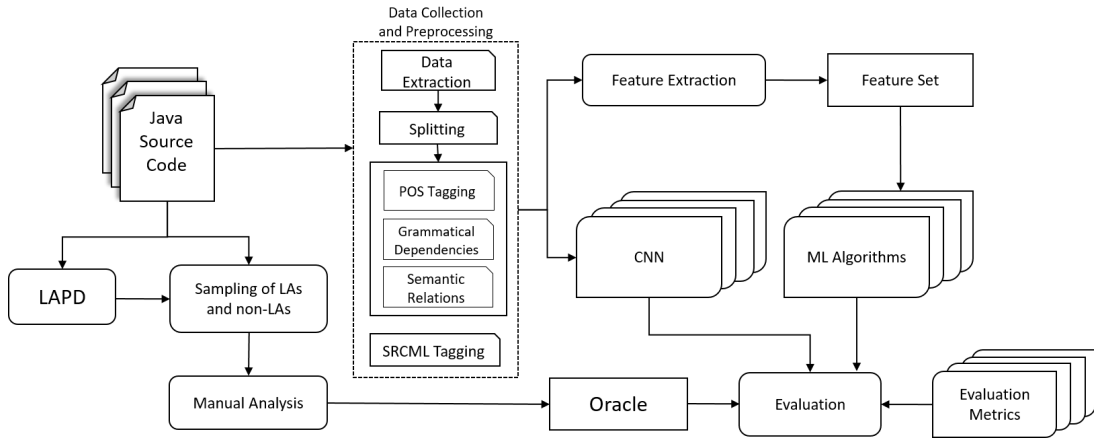 Data Collection
and Preprocessing
Data
Extraction
Splitting
POS Tagging
Grammatical
Dependencies
Semantic
Relations
SRCML Tagging
Java
Source
Code
LAPD
Sampling of LAs
and non-LAs
Manual Analysis
Feature Extraction
Feature Set
CNN
ML Algorithms
Oracle
Evaluation
Evaluation
Metrics